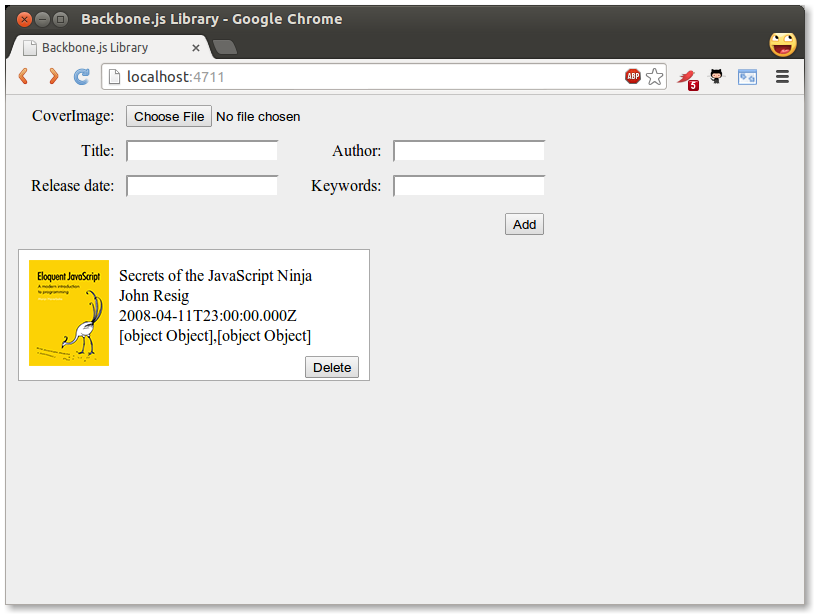 Backbone.js Library - Google Chrome
Backbone.js Library
localhost:4711
ABP
5
CoverImage: Choose File No file chosen
Title: Author:
Release date: Keywords:
Add
Eloquent JavaScript
A modern introduction
to programming
Secrets of the JavaScript Ninja
John Resig
2008-04-11T23:00:00.000Z
[object Object],[object Object]
Delete